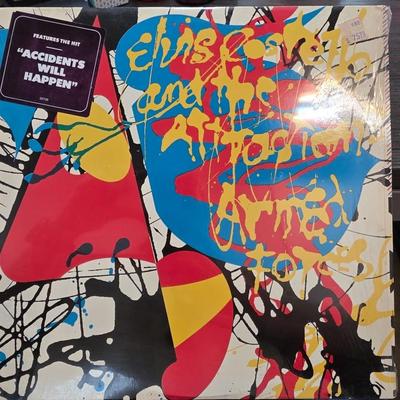 FEATURES THE HIT
"ACCIDENTS
WILL
HAPPEN"
elvis costello
and the
attractions
Armed
forces